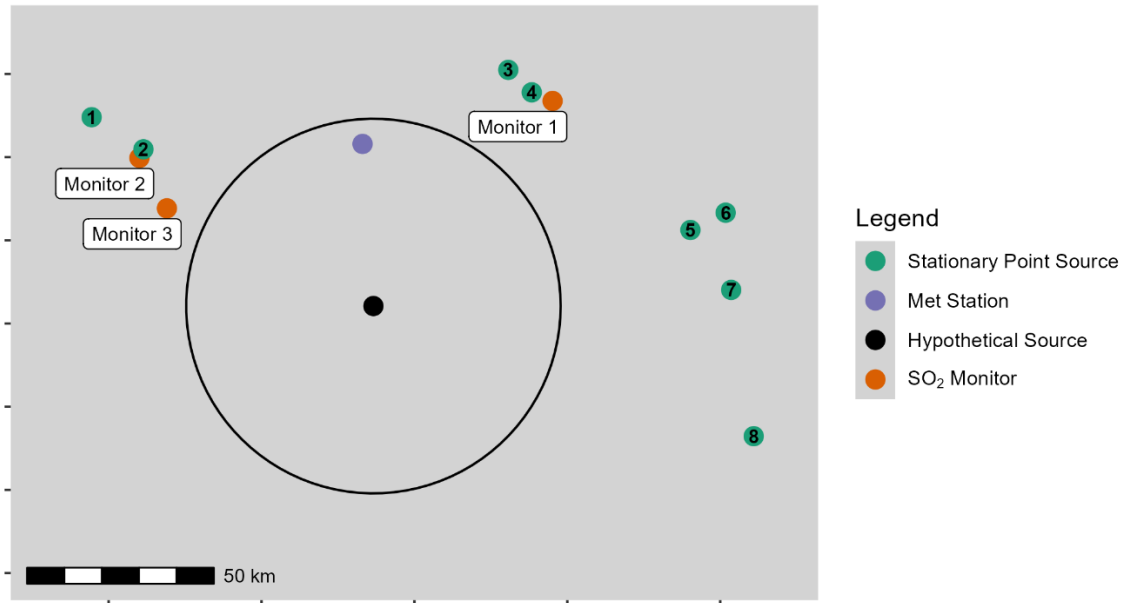 3
4
1
Monitor 1
2
Monitor 2
6
Monitor 3
5
7
8
50 km
Legend
Stationary Point Source
Met Station
Hypothetical Source
SO₂ Monitor